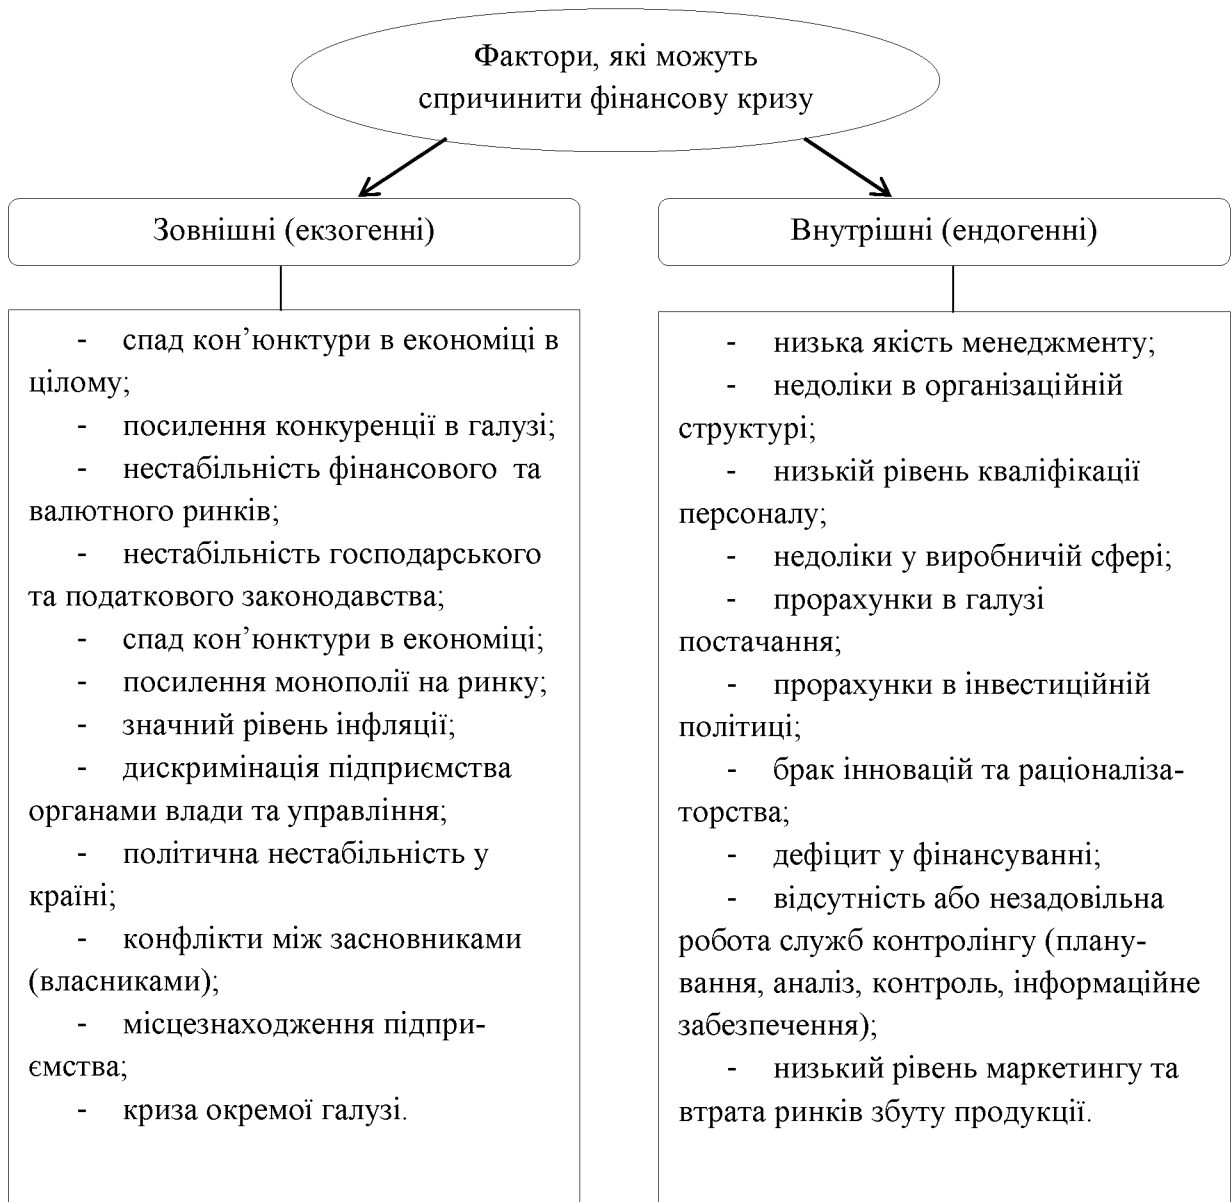 Фактори, які можуть
спричинити фінансову кризу
Зовнішні (екзогенні)
- спад кон’юнктури в економіці в
цілому;
- посилення конкуренції в галузі;
- нестабільність фінансового та
валютного ринків;
- нестабільність господарського
та податкового законодавства;
- спад кон’юнктури в економіці;
- посилення монополії на ринку;
- значний рівень інфляції;
- дискримінація підприємства
органами влади та управління;
- політична нестабільність у
країні;
- конфлікти між засновниками
(власниками);
- місцезнаходження підпри-
ємства;
- криза окремої галузі.
Внутрішні (ендогенні)
- низька якість менеджменту;
- недоліки в організаційній
структурі;
- низькій рівень кваліфікації
персоналу;
- недоліки у виробничій сфері;
- прорахунки в галузі
постачання;
- прорахунки в інвестиційній
політиці;
- брак інновацій та раціоналіза-
торства;
- дефіцит у фінансуванні;
- відсутність або незадовільна
робота служб контролінгу (плану-
вання, аналіз, контроль, інформаційне
забезпечення);
- низький рівень маркетингу та
втрата ринків збуту продукції.